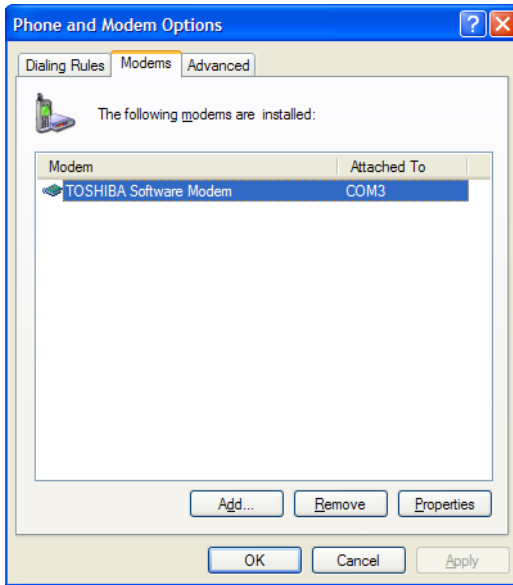 Phone and Modem Options
Dialing Rules Modems Advanced
The following modems are installed:
Modem Attached To
TOSHIBA Software Modem COM3
Add... Remove Properties
OK Cancel Apply